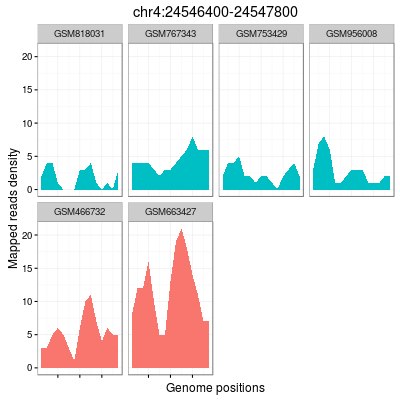 chr4:24546400-24547800
GSM818031 GSM767343 GSM753429 GSM956008
20
15
10
5
0
Mapped reads density
GSM466732 GSM663427
20
15
10
5
0
Genome positions